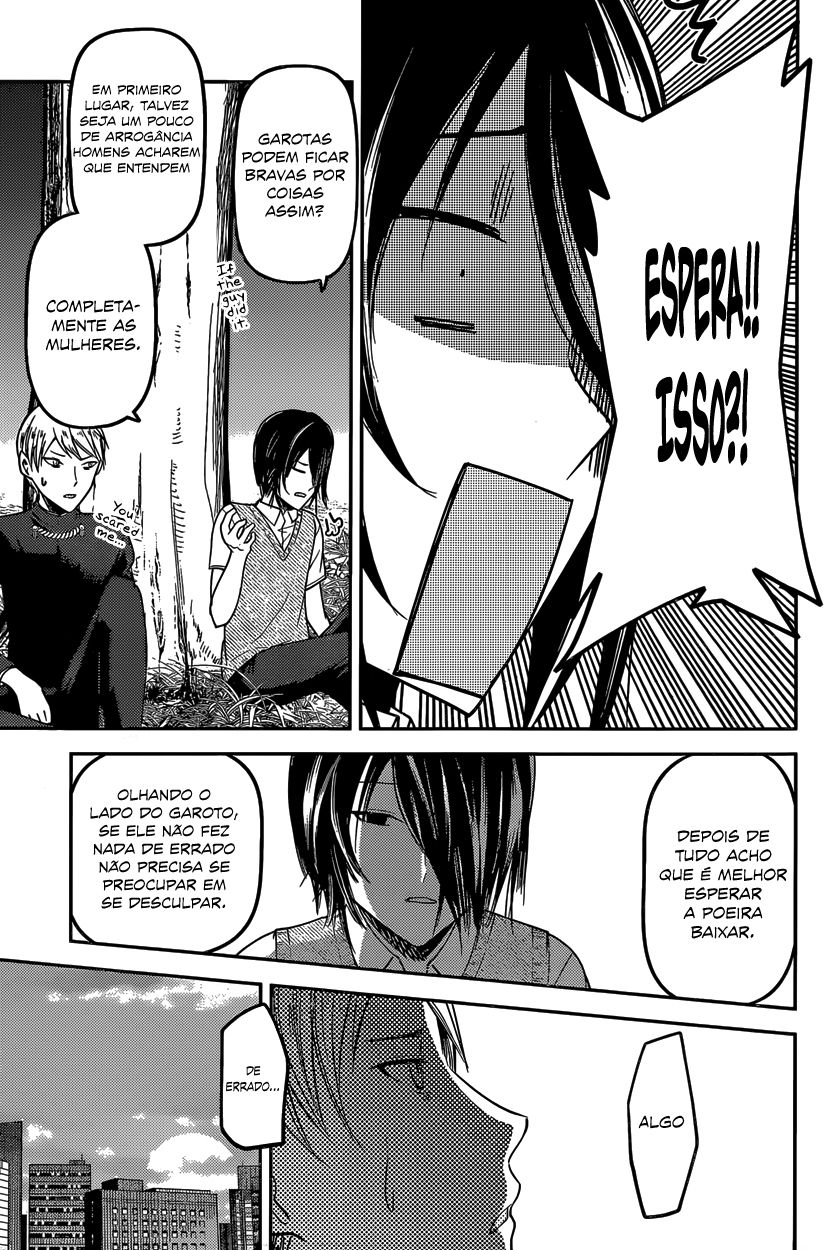 ESPERA!!
ISSO?!
GAROTAS
PODEM FICAR
BRAVAS POR
COISAS
ASSIM?
If
the
guy
did
it.
EM PRIMEIRO
LUGAR, TALVEZ
SEJA UM POUCO
DE ARROGÂNCIA
HOMENS ACHAREM
QUE ENTENDEM
COMPLETA-
MENTE AS
MULHERES.
You
scared
me...
DEPOIS DE
TUDO ACHO
QUE É MELHOR
ESPERAR
A POEIRA
BAIXAR.
OLHANDO O
LADO DO GAROTO,
SE ELE NÃO FEZ
NADA DE ERRADO
NÃO PRECISA SE
PREOCUPAR EM
SE DESCULPAR.
ALGO
DE
ERRADO...